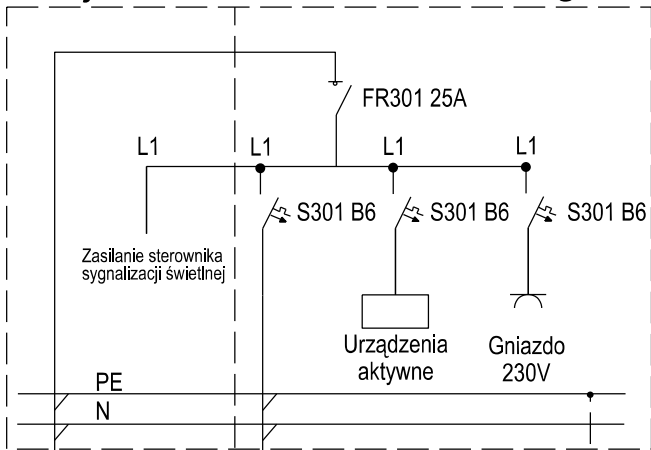 FR301 25A
L1
L1
L1
L1
S301 B6
S301 B6
S301 B6
Zasilanie sterownika
sygnalizacji świetlnej
Urządzenia
aktywne
Gniazdo
230V
PE
N